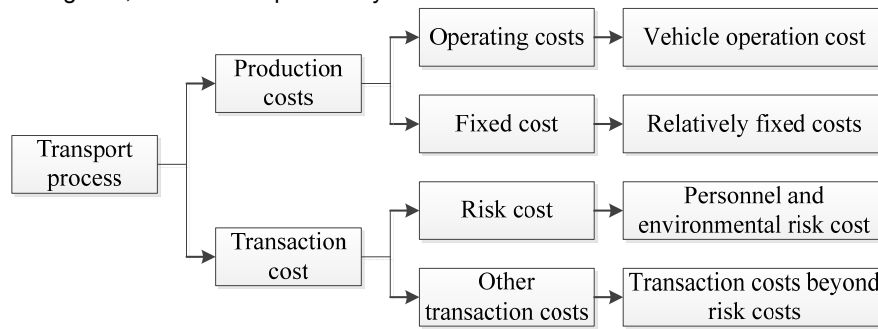 Operating costs
Vehicle operation cost
Production
costs
Fixed cost
Relatively fixed costs
Transport
process
Risk cost
Personnel and
environmental risk cost
Transaction
cost
Other
transaction costs
Transaction costs beyond
risk costs